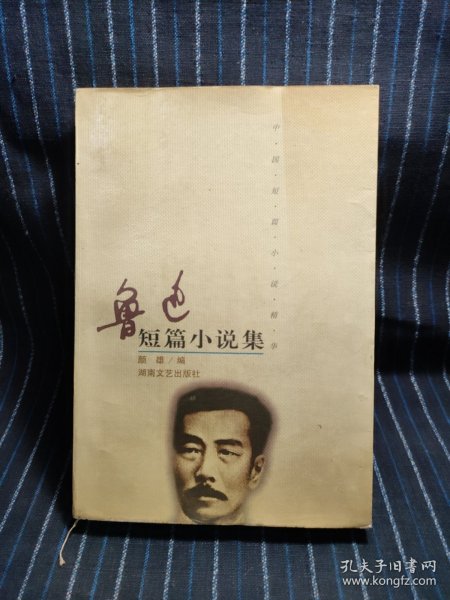 中·国·短·篇·小·说·精·华
鲁迅
短篇小说集
颜雄/编
湖南文艺出版社
孔夫子旧书网
www.kongfz.com